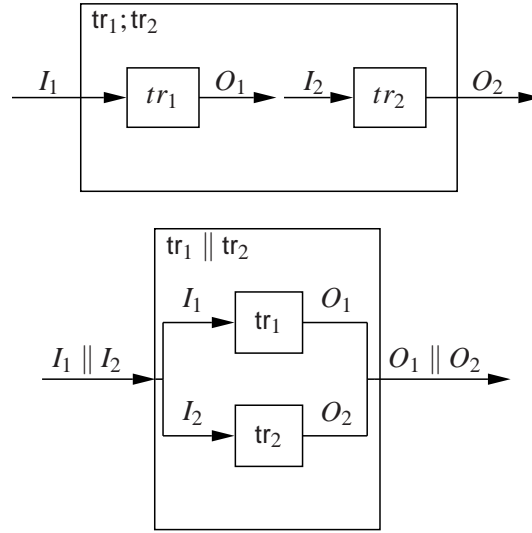 tr₁;tr₂
I₁ tr₁ O₁ I₂ tr₂ O₂
tr₁ ∥ tr₂
I₁ tr₁ O₁
I₁ ∥ I₂ O₁ ∥ O₂
I₂ tr₂ O₂